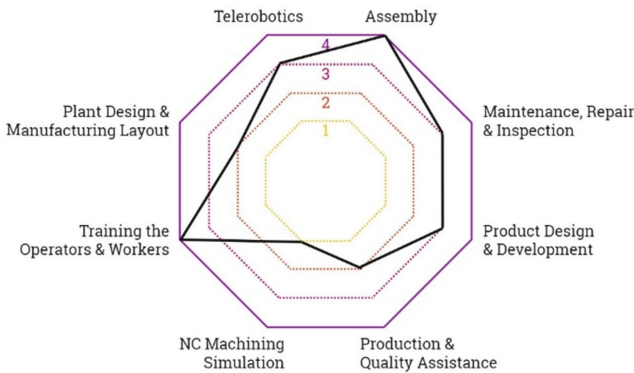 Telerobotics
Assembly
4
3
2
1
Plant Design &
Manufacturing Layout
Maintenance, Repair
& Inspection
Training the
Operators & Workers
Product Design
& Development
NC Machining
Simulation
Production &
Quality Assistance